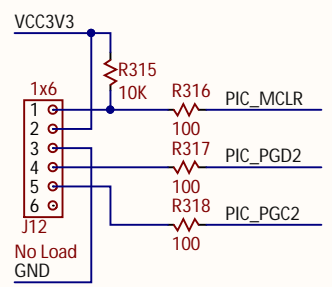 VCC3V3
R315
10K
1x6
R316
PIC_MCLR
100
1
2
3
4
5
6
R317
PIC_PGD2
100
R318
PIC_PGC2
100
J12
No Load
GND